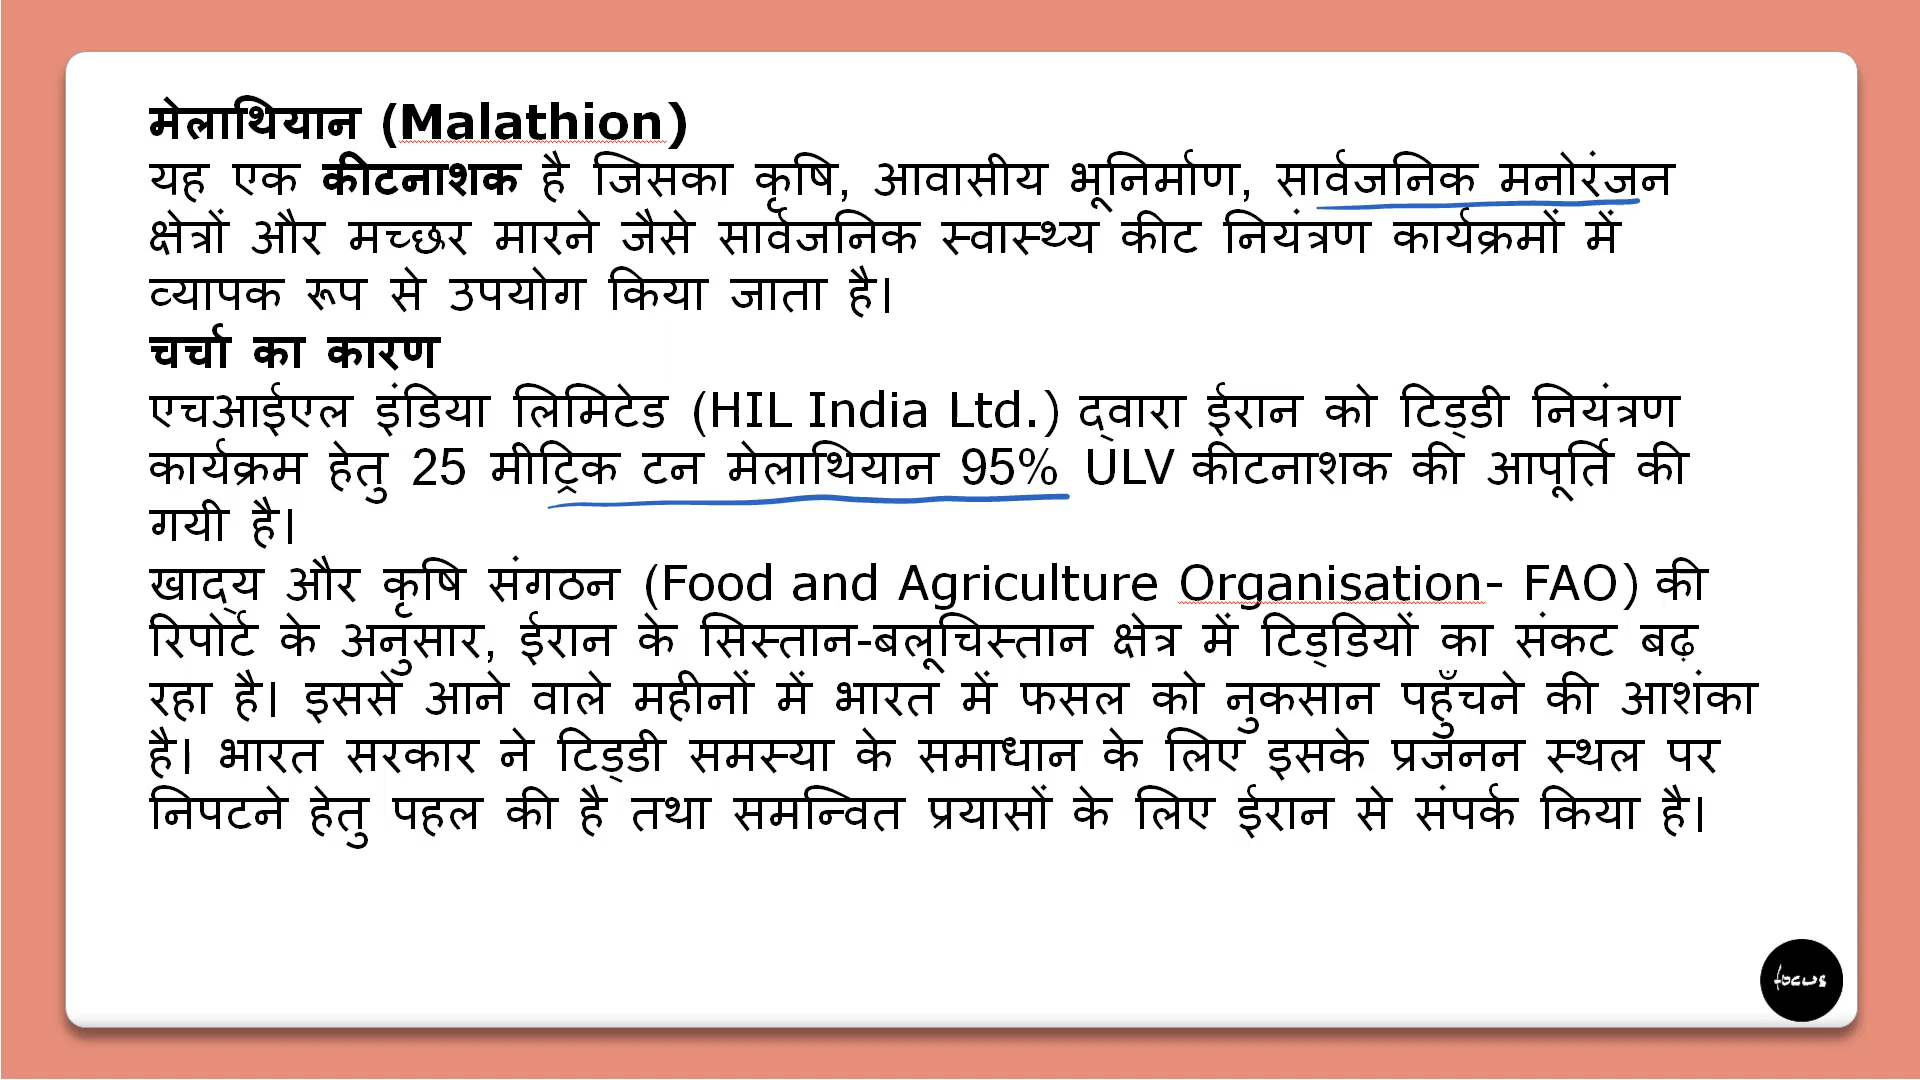 मेलाथियान (Malathion)
यह एक कीटनाशक है जिसका कृषि, आवासीय भूनिर्माण, सार्वजनिक मनोरंजन
क्षेत्रों और मच्छर मारने जैसे सार्वजनिक स्वास्थ्य कीट नियंत्रण कार्यक्रमों में
व्यापक रूप से उपयोग किया जाता है।
चर्चा का कारण
एचआईएल इंडिया लिमिटेड (HIL India Ltd.) द्वारा ईरान को टिड्डी नियंत्रण
कार्यक्रम हेतु 25 मीट्रिक टन मेलाथियान 95% ULV कीटनाशक की आपूर्ति की
गयी है।
खाद्य और कृषि संगठन (Food and Agriculture Organisation- FAO) की
रिपोर्ट के अनुसार, ईरान के सिस्तान-बलूचिस्तान क्षेत्र में टिड्डियों का संकट बढ़
रहा है। इससे आने वाले महीनों में भारत में फसल को नुकसान पहुँचने की आशंका
है। भारत सरकार ने टिड्डी समस्या के समाधान के लिए इसके प्रजनन स्थल पर
निपटने हेतु पहल की है तथा समन्वित प्रयासों के लिए ईरान से संपर्क किया है।
focus